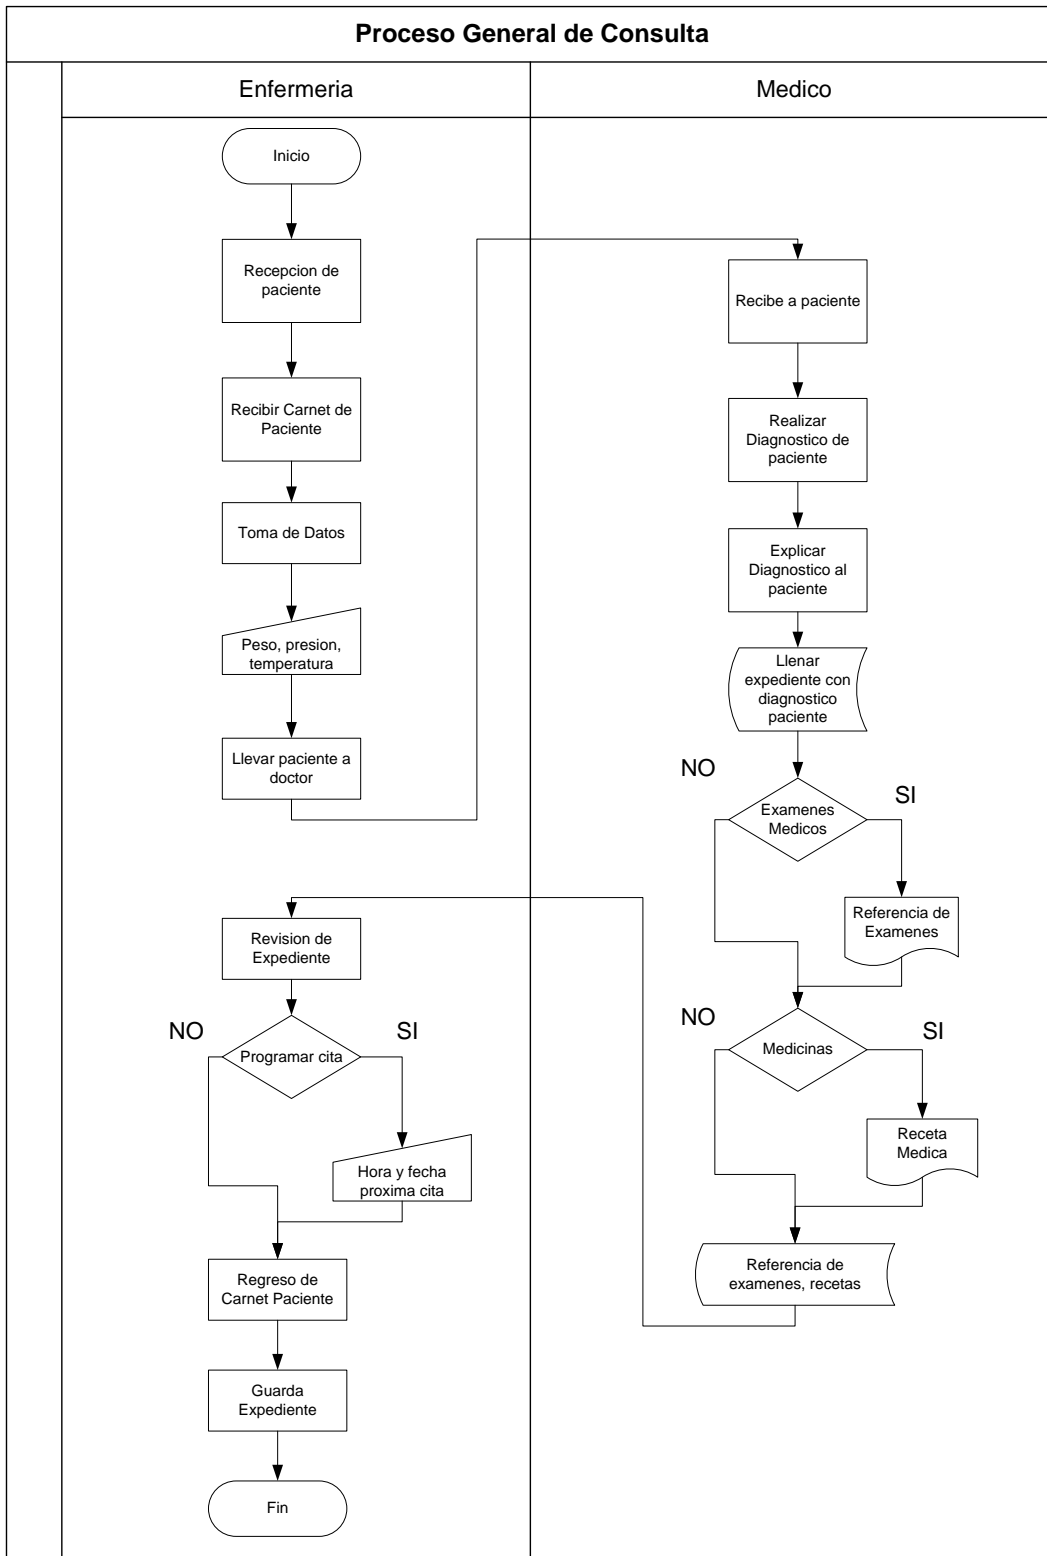 Proceso General de Consulta
Enfermeria
Medico
Inicio
Recepcion de
paciente
Recibir Carnet de
Paciente
Toma de Datos
Peso, presion,
temperatura
Llevar paciente a
doctor
Recibe a paciente
Realizar
Diagnostico de
paciente
Explicar
Diagnostico al
paciente
Llenar
expediente con
diagnostico
paciente
NO
SI
Examenes
Medicos
Referencia de
Examenes
NO
SI
Medicinas
Receta
Medica
Referencia de
examenes, recetas
Revision de
Expediente
NO
SI
Programar cita
Hora y fecha
proxima cita
Regreso de
Carnet Paciente
Guarda
Expediente
Fin